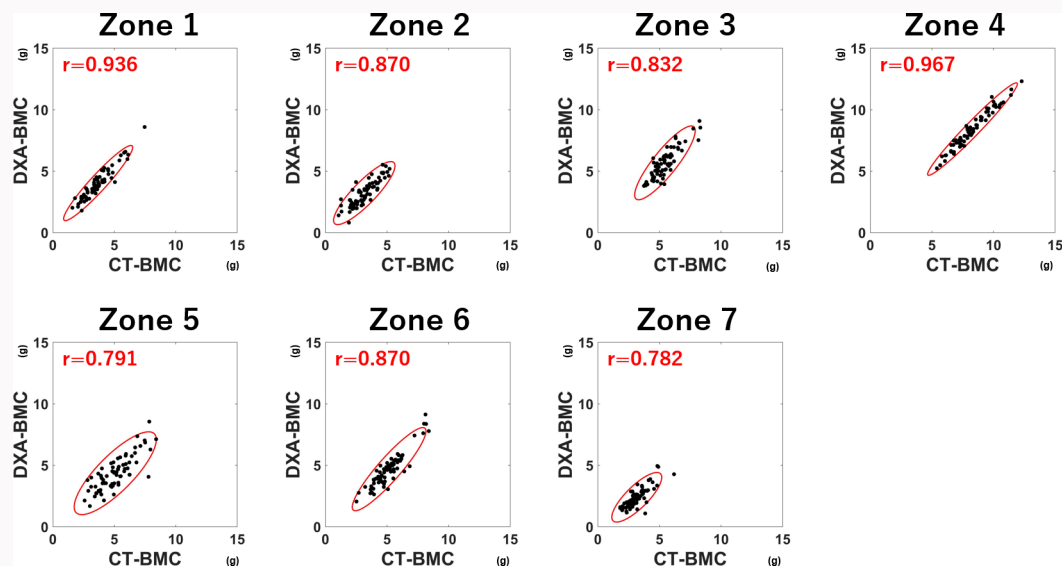 Zone 1
(g)
15
r=0.936
10
DXA-BMC
5
0
0 5 10 15
CT-BMC (g)
Zone 2
(g)
15
r=0.870
10
DXA-BMC
5
0
0 5 10 15
CT-BMC (g)
Zone 3
(g)
15
r=0.832
10
DXA-BMC
5
0
0 5 10 15
CT-BMC (g)
Zone 4
(g)
15
r=0.967
10
DXA-BMC
5
0
0 5 10 15
CT-BMC (g)
Zone 5
(g)
15
r=0.791
10
DXA-BMC
5
0
0 5 10 15
CT-BMC (g)
Zone 6
(g)
15
r=0.870
10
DXA-BMC
5
0
0 5 10 15
CT-BMC (g)
Zone 7
(g)
15
r=0.782
10
DXA-BMC
5
0
0 5 10 15
CT-BMC (g)